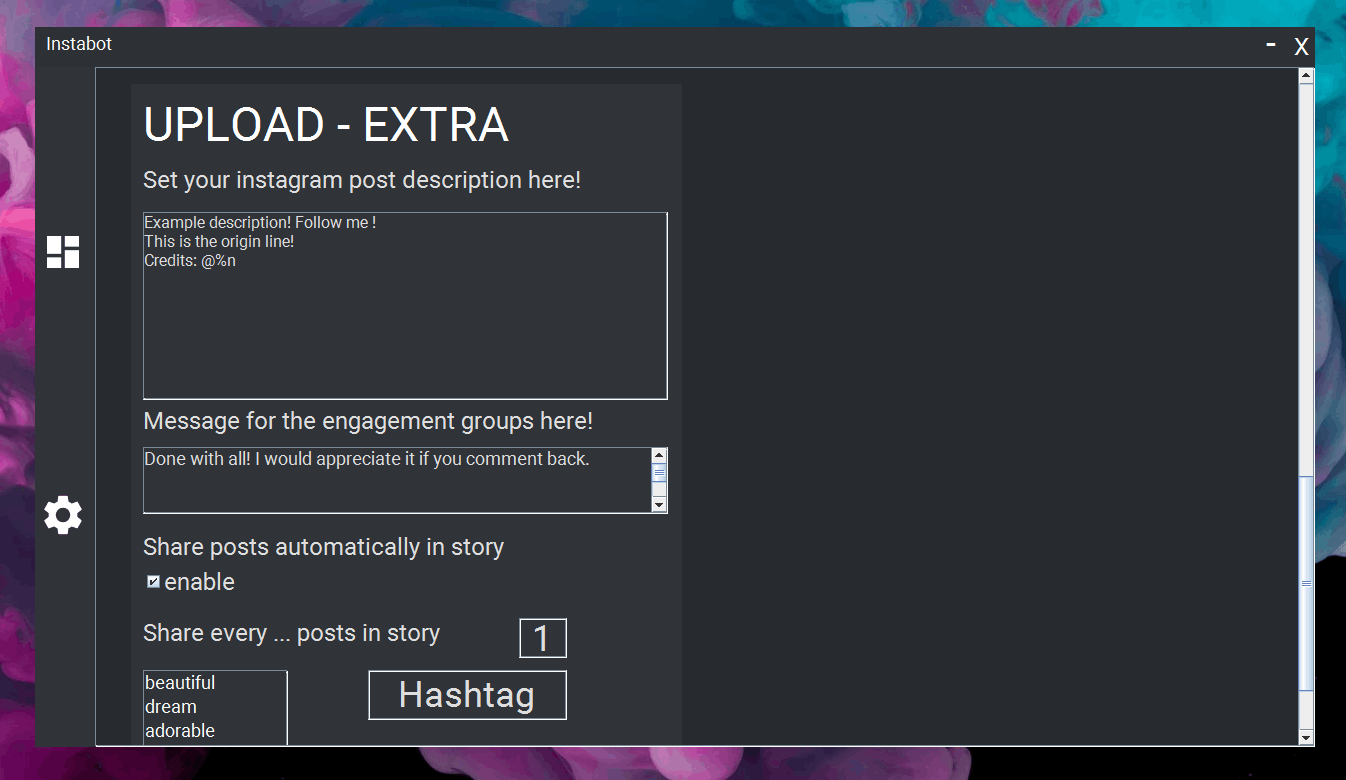 Instabot
- X
UPLOAD - EXTRA
Set your instagram post description here!
Example description! Follow me !
This is the origin line!
Credits: @%n
Message for the engagement groups here!
Done with all! I would appreciate it if you comment back.
Share posts automatically in story
enable
Share every ... posts in story
1
beautiful
dream
adorable
Hashtag